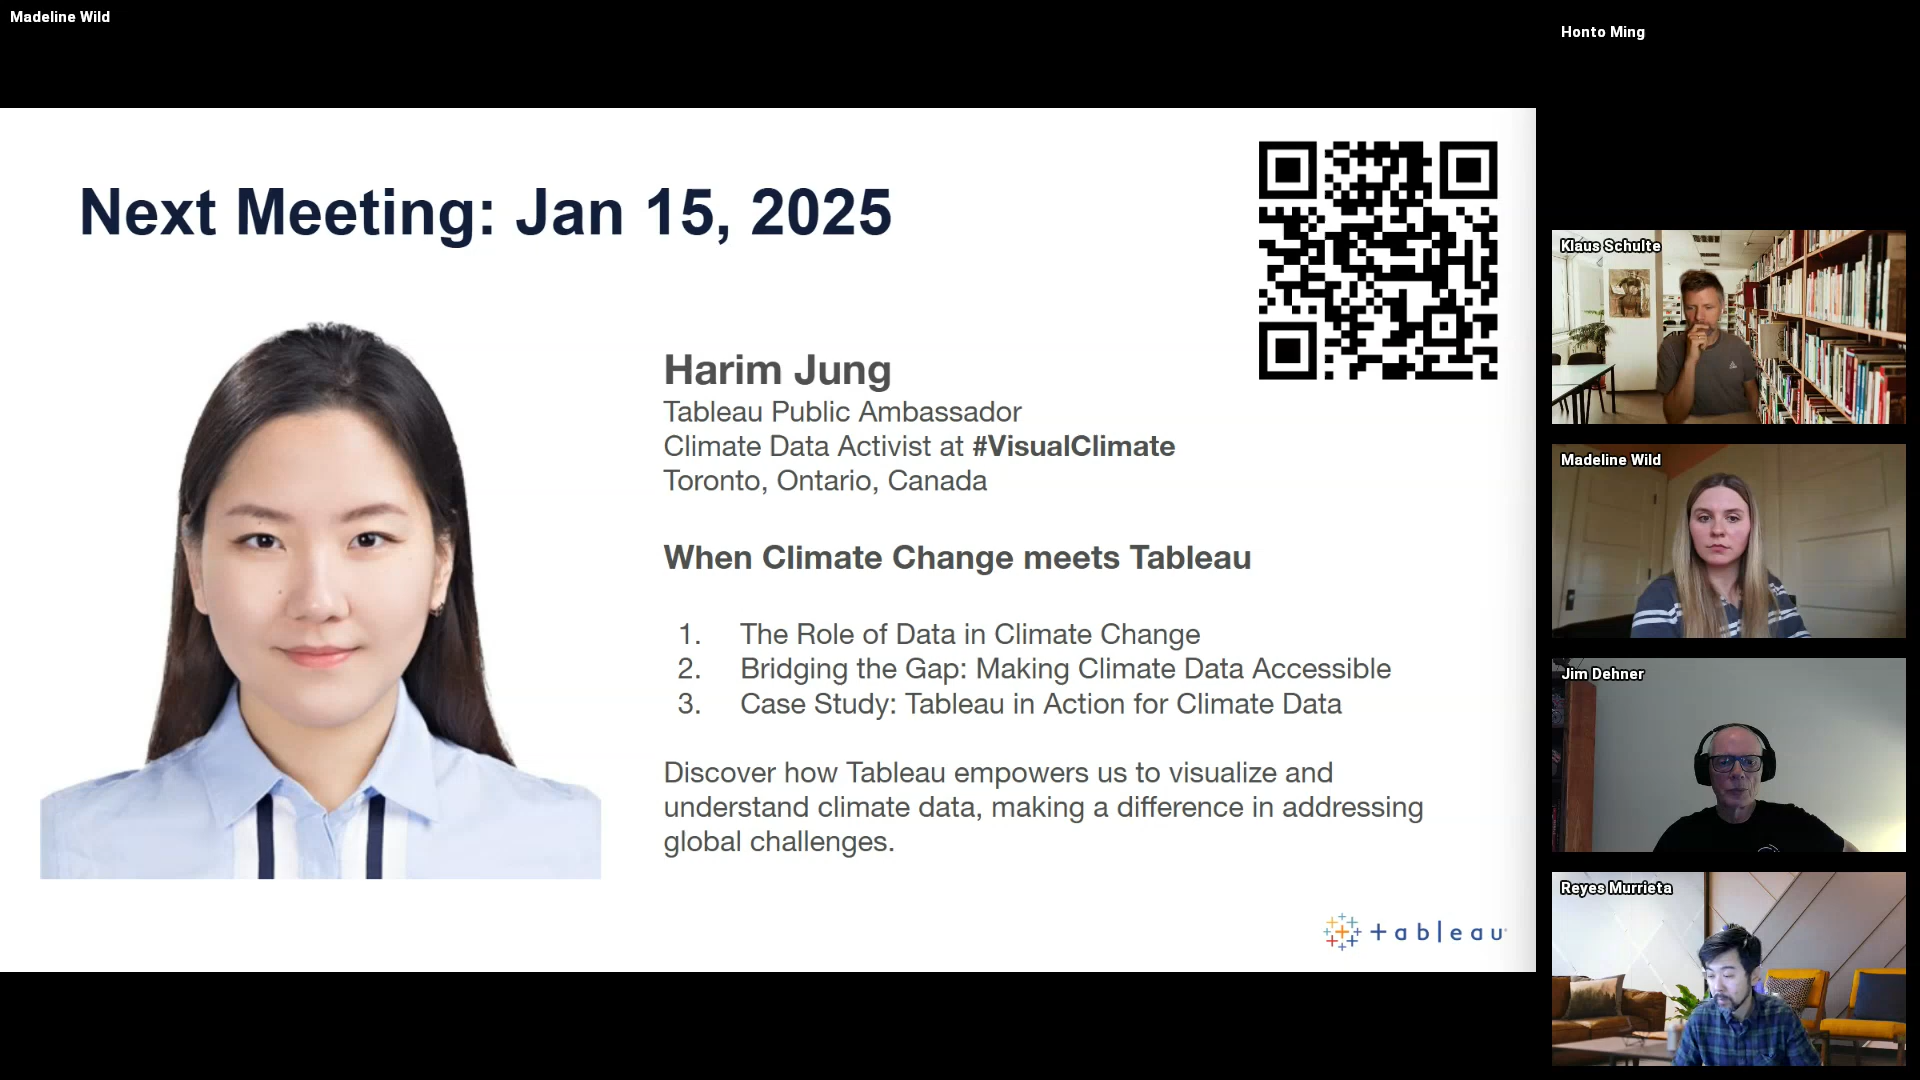 Madeline Wild
Honto Ming
Next Meeting: Jan 15, 2025
Harim Jung
Tableau Public Ambassador
Climate Data Activist at #VisualClimate
Toronto, Ontario, Canada
When Climate Change meets Tableau
1. The Role of Data in Climate Change
2. Bridging the Gap: Making Climate Data Accessible
3. Case Study: Tableau in Action for Climate Data
Discover how Tableau empowers us to visualize and
understand climate data, making a difference in addressing
global challenges.
+ableau
Klaus Schulte
Madeline Wild
Jim Dehner
Reyes Murrieta